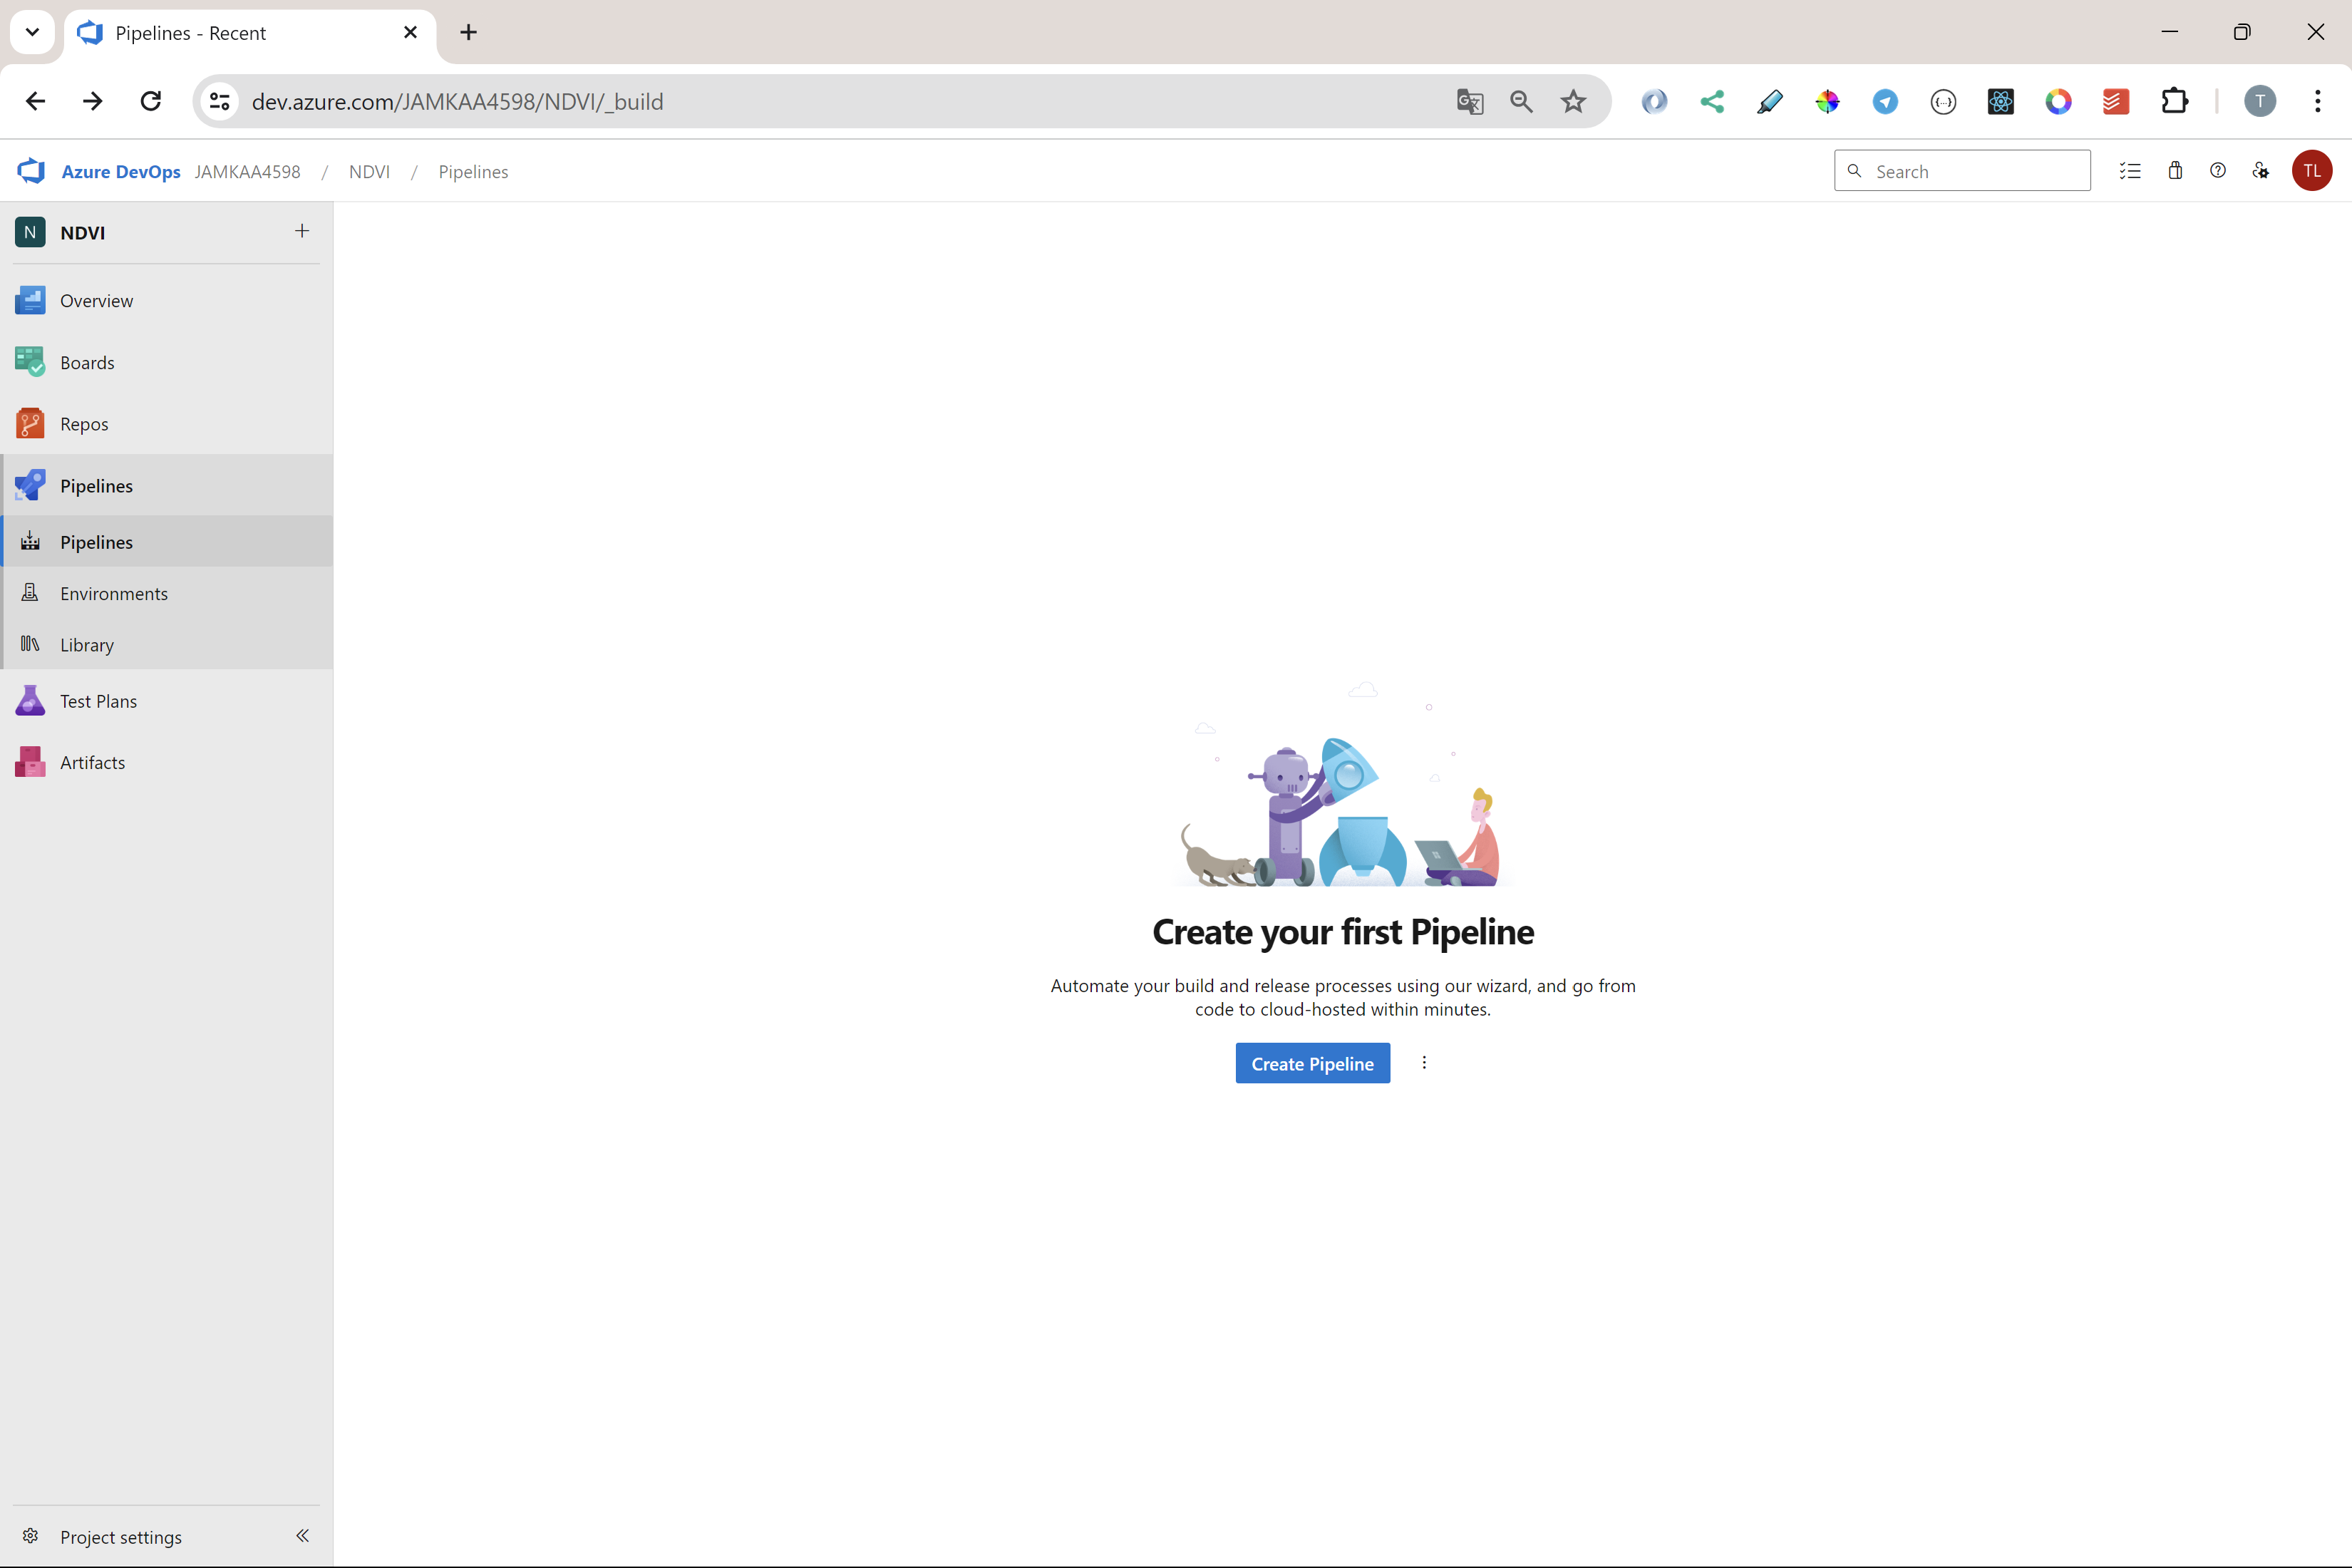 Pipelines - Recent
dev.azure.com/JAMKAA4598/NDVI/_build
T
Azure DevOps JAMKAA4598 / NDVI / Pipelines
Search
TL
N NDVI
Overview
Boards
Repos
Pipelines
Pipelines
Environments
Library
Test Plans
Artifacts
Create your first Pipeline
Automate your build and release processes using our wizard, and go from
code to cloud-hosted within minutes.
Create Pipeline
Project settings